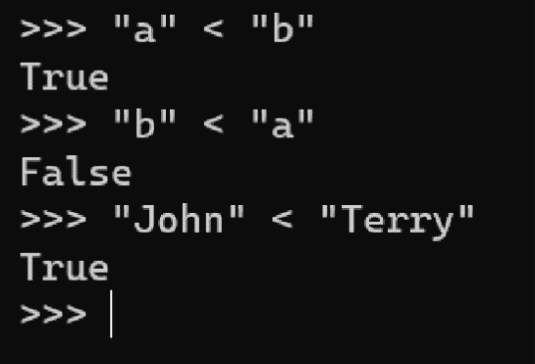 >>> "a" < "b"
True
>>> "b" < "a"
False
>>> "John" < "Terry"
True
>>>